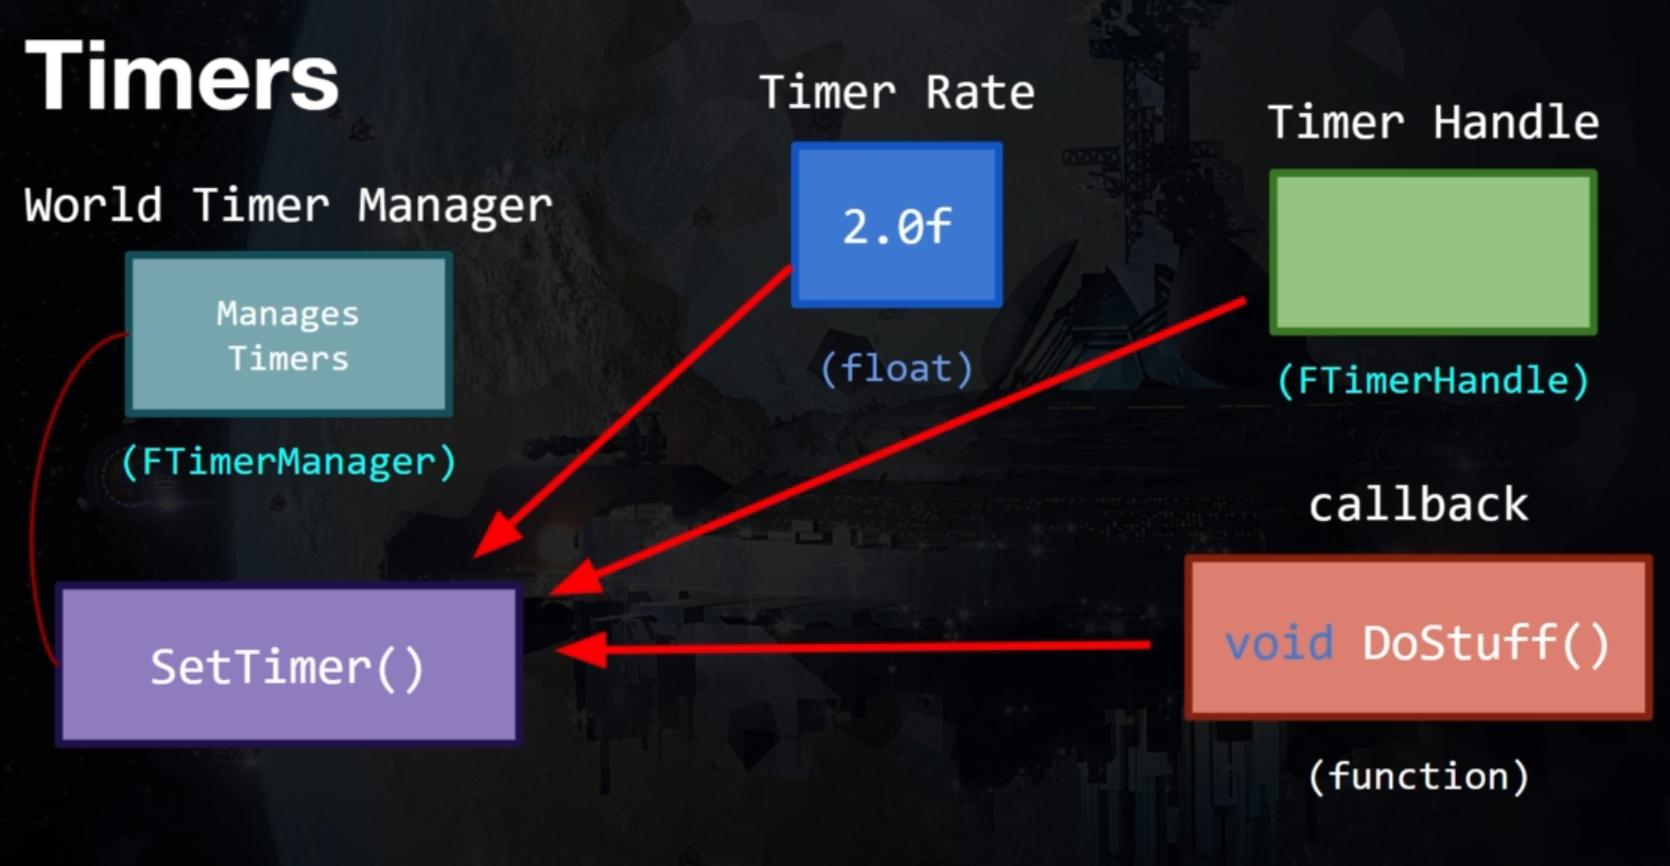 Timers
World Timer Manager
Manages
Timers
(FTimerManager)
SetTimer()
Timer Rate
2.0f
(float)
Timer Handle
(FTimerHandle)
callback
void DoStuff()
(function)